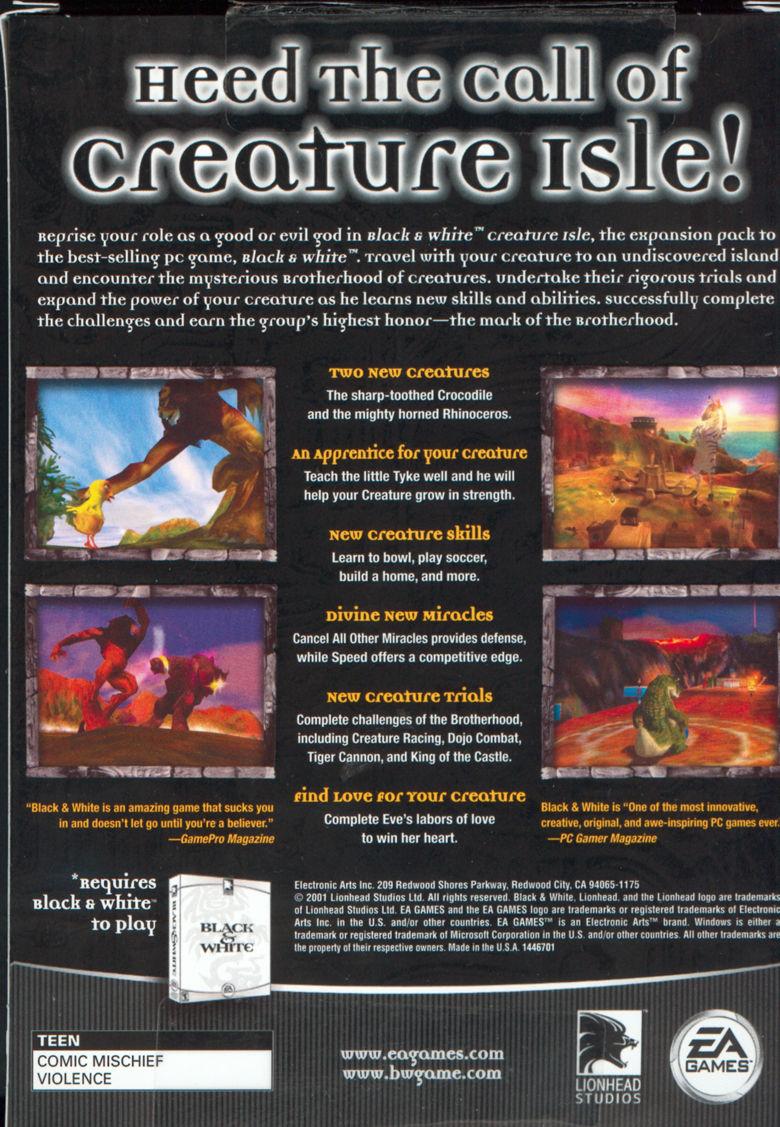 Heed The Call of
Creature Isle!
Reprise your role as a good or evil god in Black & White™ Creature Isle, the expansion pack to
the best-selling pc game, Black & White™. Travel with your creature to an undiscovered island
and encounter the mysterious Brotherhood of creatures. undertake their rigorous trials and
expand the power of your creature as he learns new skills and abilities. successfully complete
the challenges and earn the group's highest honor—the mark of the Brotherhood.
Two New Creatures
The sharp-toothed Crocodile
and the mighty horned Rhinoceros.
An Apprentice for your creature
Teach the little Tyke well and he will
help your Creature grow in strength.
New Creature skills
Learn to bowl, play soccer,
build a home, and more.
Divine New Miracles
Cancel All Other Miracles provides defense,
while Speed offers a competitive edge.
New Creature Trials
Complete challenges of the Brotherhood,
including Creature Racing, Dojo Combat,
Tiger Cannon, and King of the Castle.
Find Love For Your Creature
Complete Eve's labors of love
to win her heart.
"Black & White is an amazing game that sucks you
in and doesn't let go until you're a believer."
—GamePro Magazine
Black & White is "One of the most innovative,
creative, original, and awe-inspiring PC games ever.
—PC Gamer Magazine
*Requires
Black & White™
to play
BLACK
&
WHITE
BLACK & WHITE
EA
Electronic Arts Inc. 209 Redwood Shores Parkway, Redwood City, CA 94065-1175
© 2001 Lionhead Studios Ltd. All rights reserved. Black & White, Lionhead, and the Lionhead logo are trademarks
of Lionhead Studios Ltd. EA GAMES and the EA GAMES logo are trademarks or registered trademarks of Electronic
Arts Inc. in the U.S. and/or other countries. EA GAMES™ is an Electronic Arts™ brand. Windows is either a
trademark or registered trademark of Microsoft Corporation in the U.S. and/or other countries. All other trademarks are
the property of their respective owners. Made in the U.S.A. 1446701
TEEN
COMIC MISCHIEF
VIOLENCE
www.eagames.com
www.bwgame.com
LIONHEAD
STUDIOS
EA
GAMES™